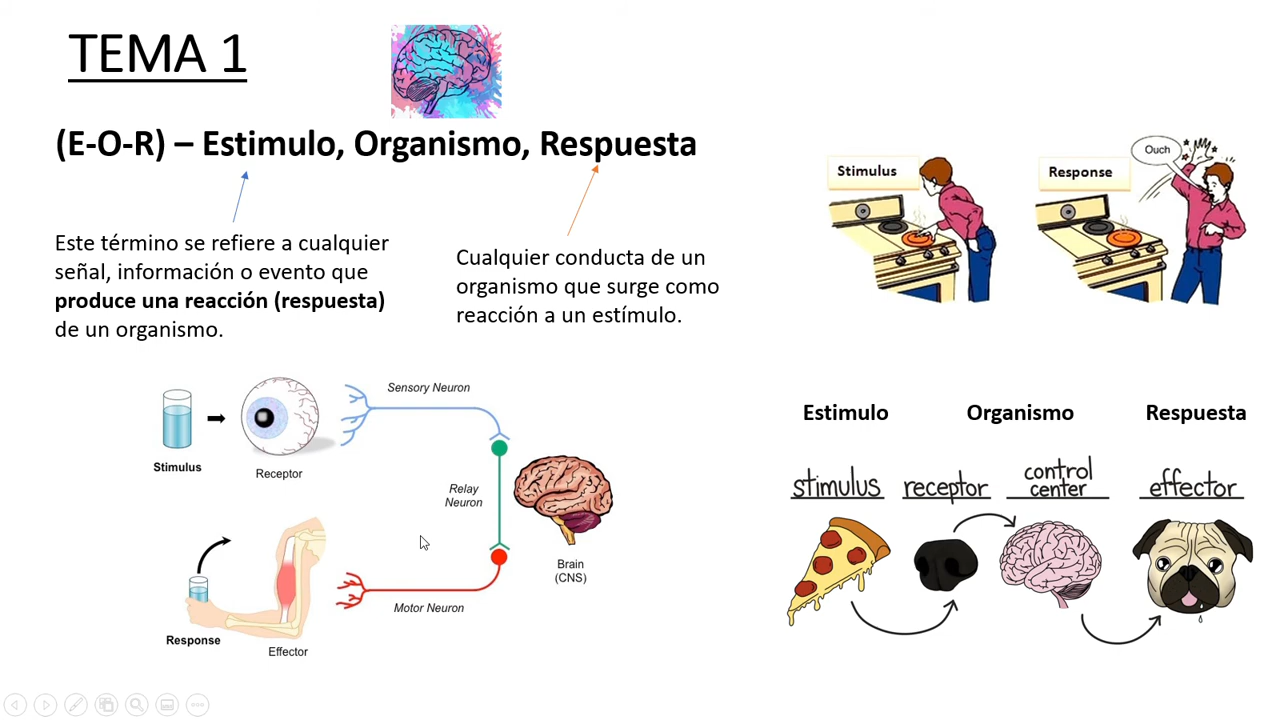 TEMA 1
(E-O-R) – Estimulo, Organismo, Respuesta
Este término se refiere a cualquier
señal, información o evento que
produce una reacción (respuesta)
de un organismo.
Cualquier conducta de un
organismo que surge como
reacción a un estímulo.
Stimulus
Response
Ouch
Stimulus
Receptor
Sensory Neuron
Relay
Neuron
Brain
(CNS)
Motor Neuron
Response
Effector
Estimulo
Organismo
Respuesta
stimulus
receptor
control
center
effector